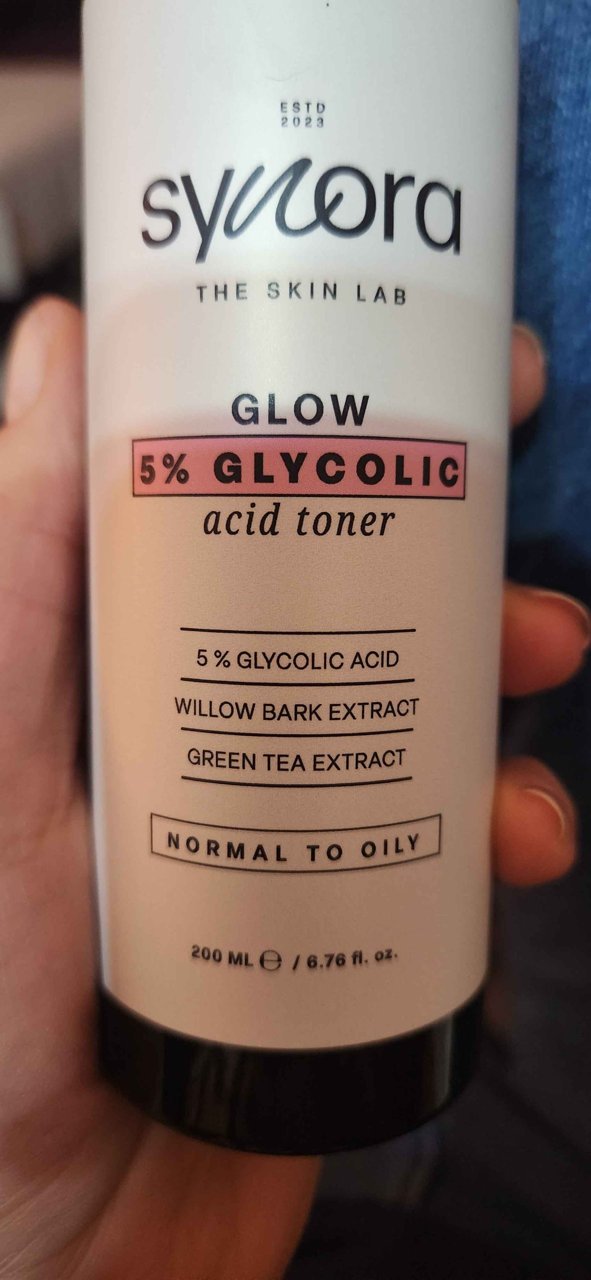 ESTD
2023
synora
THE SKIN LAB
GLOW
5% GLYCOLIC
acid toner
5% GLYCOLIC ACID
WILLOW BARK EXTRACT
GREEN TEA EXTRACT
NORMAL TO OILY
200 ML ℮ / 6.76 fl. oz.